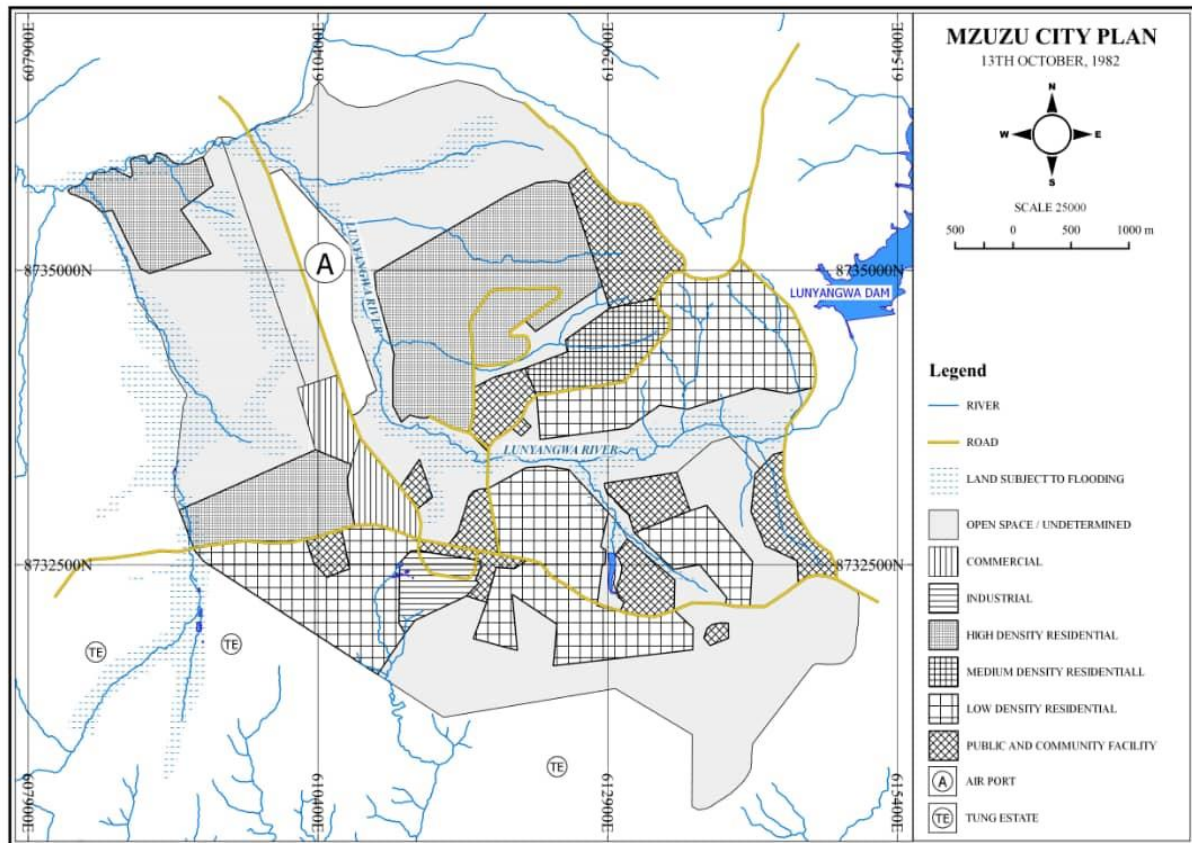 607900E
610400E
612900E
615400E
MZUZU CITY PLAN
13TH OCTOBER, 1982
N
W
E
S
SCALE 25000
500 0 500 1000 m
A
LUNYANGWA RIVER
8735000N
8735000N
LUNYANGWA DAM
LUNYANGWA RIVER
8732500N
8732500N
TE
TE
TE
607900E
610400E
612900E
615400E
Legend
RIVER
ROAD
LAND SUBJECT TO FLOODING
OPEN SPACE / UNDETERMINED
COMMERCIAL
INDUSTRIAL
HIGH DENSITY RESIDENTIAL
MEDIUM DENSITY RESIDENTIALL
LOW DENSITY RESIDENTIAL
PUBLIC AND COMMUNITY FACILITY
A AIR PORT
TE TUNG ESTATE